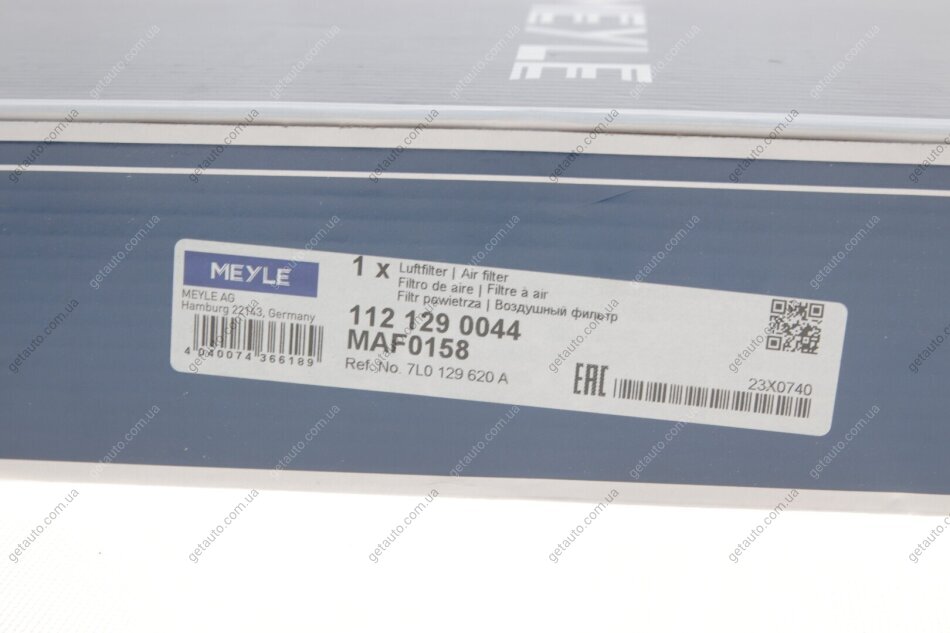 MEYLE
MEYLE
MEYLE AG
Hamburg 22143, Germany
4 040074 366189
1 x Luftfilter | Air filter
Filtro de aire | Filtre à air
Filtr powietrza | Воздушный фильтр
112 129 0044
MAF0158
Ref. No. 7L0 129 620 A
EAC
23X0740
getauto.com.ua